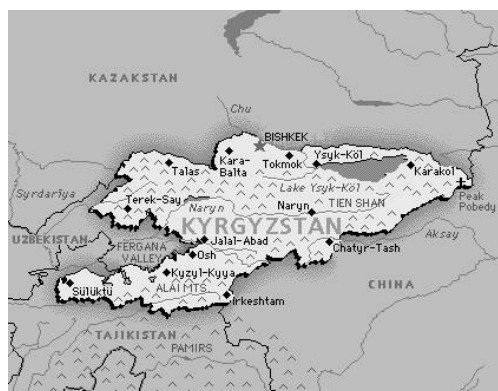 KAZAKSTAN
Chu
BISHKEK
Kara-
Balta
Tokmok
Ysyk-Köl
Karakol
Talas
Lake Ysyk-Köl
Syrdariya
Terek-Say
Naryn
Naryn
TIEN SHAN
Peak
Pobedy
KYRGYZSTAN
UZBEKISTAN
FERGANA
VALLEY
Jalal-Abad
Chatyr-Tash
Aksay
Osh
Kyzyl-Kyya
Sülüktü
ALAI MTS.
Irkeshtam
CHINA
TAJIKISTAN
PAMIRS